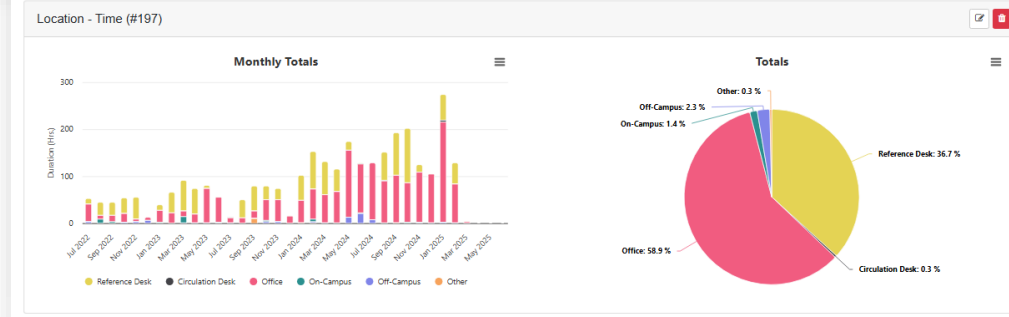 Location - Time (#197)
Monthly Totals
300
200
100
0
Duration (Hrs)
Jul 2022
Sep 2022
Nov 2022
Jan 2023
Mar 2023
May 2023
Jul 2023
Sep 2023
Nov 2023
Jan 2024
Mar 2024
May 2024
Jul 2024
Sep 2024
Nov 2024
Jan 2025
Mar 2025
May 2025
Reference Desk Circulation Desk Office On-Campus Off-Campus Other
Totals
Other: 0.3 %
Off-Campus: 2.3 %
On-Campus: 1.4 %
Reference Desk: 36.7 %
Office: 58.9 %
Circulation Desk: 0.3 %